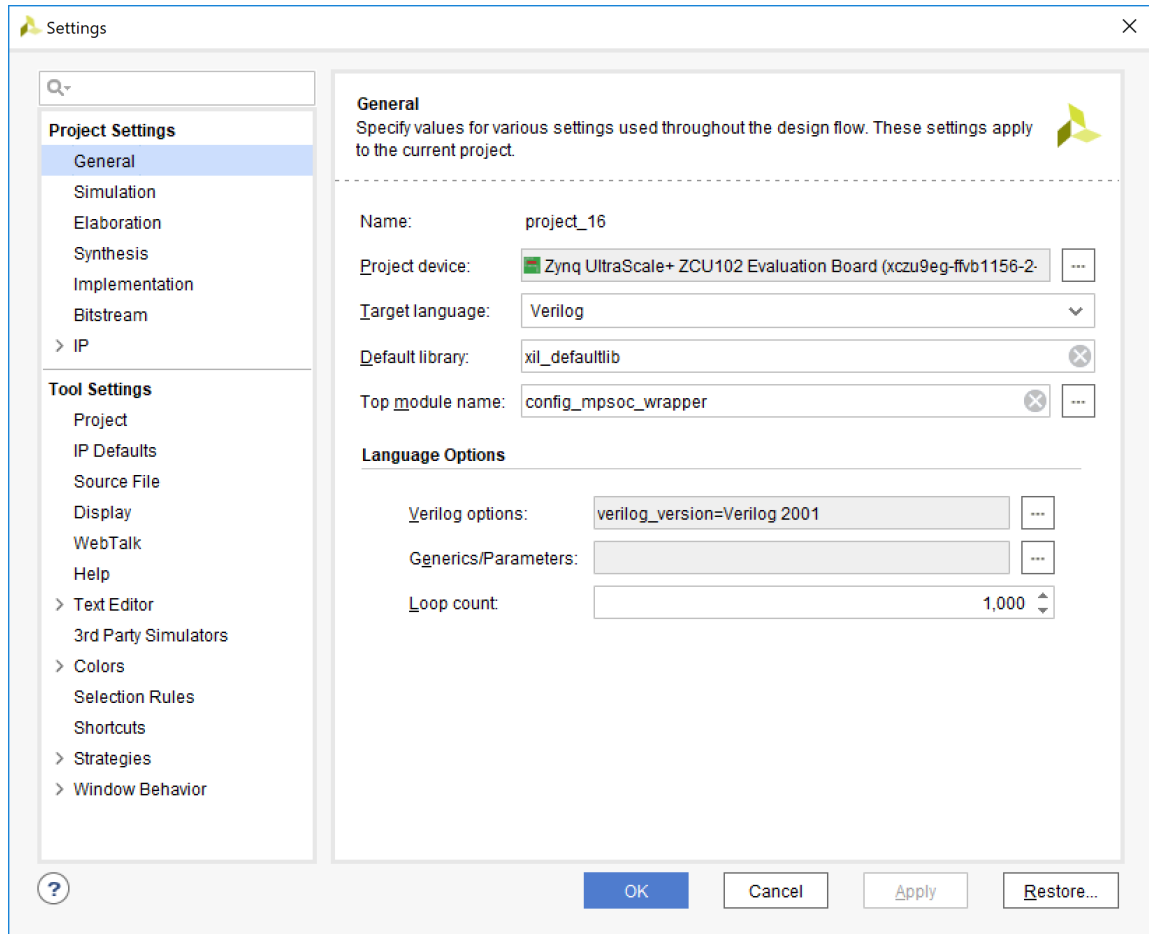 Settings
Project Settings
General
Simulation
Elaboration
Synthesis
Implementation
Bitstream
IP
Tool Settings
Project
IP Defaults
Source File
Display
WebTalk
Help
Text Editor
3rd Party Simulators
Colors
Selection Rules
Shortcuts
Strategies
Window Behavior
General
Specify values for various settings used throughout the design flow. These settings apply
to the current project.
Name: project_16
Project device: Zynq UltraScale+ ZCU102 Evaluation Board (xczu9eg-ffvb1156-2- ...
Target language: Verilog
Default library: xil_defaultlib
Top module name: config_mpsoc_wrapper ...
Language Options
Verilog options: verilog_version=Verilog 2001 ...
Generics/Parameters: ...
Loop count: 1,000
? OK Cancel Apply Restore...